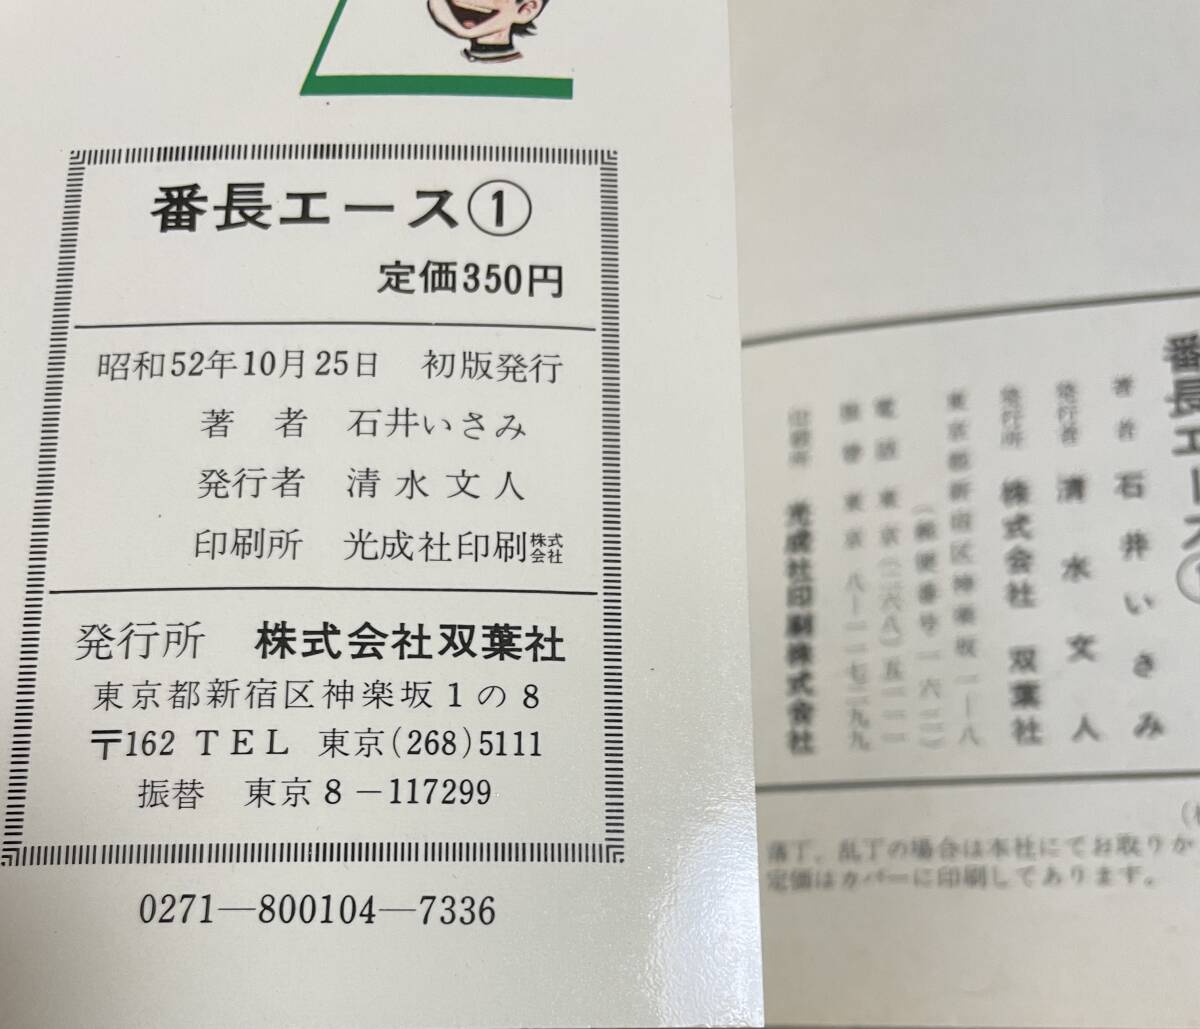 番長エース①
定価350円
昭和52年10月25日 初版発行
著者 石井いさみ
発行者 清水文人
印刷所 光成社印刷株式会社
発行所 株式会社双葉社
東京都新宿区神楽坂1の8
〒162 TEL 東京(268)5111
振替 東京8－117299
0271—800104—7336
番長エース①
著者 石井いさみ
発行者 清水文人
発行所 株式会社 双葉社
東京都新宿区神楽坂一—八
(郵便番号一六二)
電話 東京(二六八)五一一一
振替 東京 八—一一七二九九
印刷所 光成社印刷株式会社
落丁、乱丁の場合は本社にてお取りか
定価はカバーに印刷してあります。